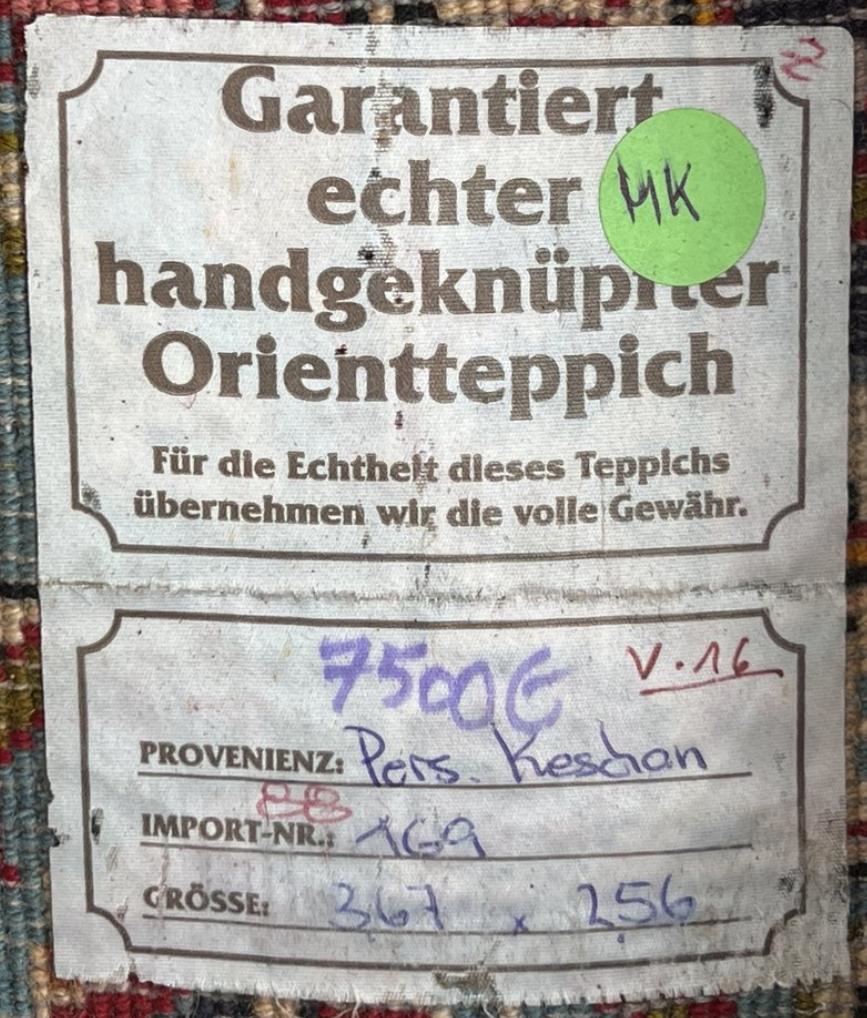 Garantiert
echter MK
handgeknüpfter
Orientteppich
Für die Echtheit dieses Teppichs
übernehmen wir die volle Gewähr.
7500€ V.16
PROVENIENZ: Pers. Keschan
88
IMPORT-NR.: 169
GRÖSSE: 367 x 256